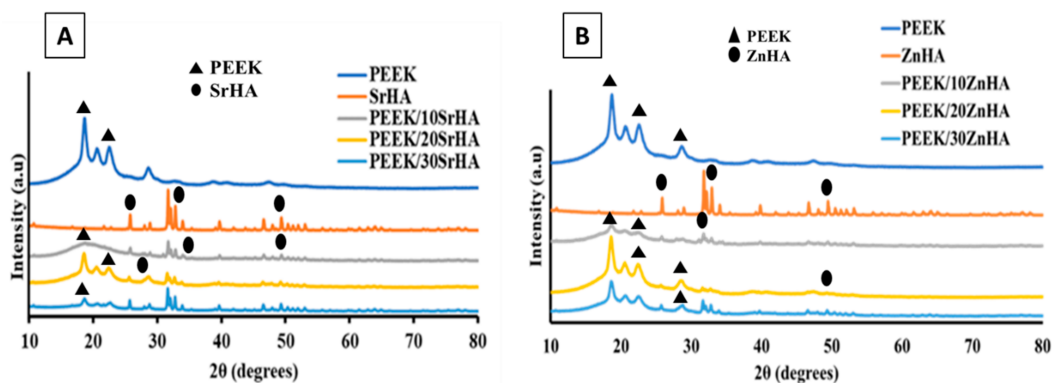 A
▲ PEEK
● SrHA
PEEK
SrHA
PEEK/10SrHA
PEEK/20SrHA
PEEK/30SrHA
Intensity (a.u)
10 20 30 40 50 60 70 80
2θ (degrees)
B
▲ PEEK
● ZnHA
PEEK
ZnHA
PEEK/10ZnHA
PEEK/20ZnHA
PEEK/30ZnHA
Intensity (a.u)
10 20 30 40 50 60 70 80
2θ (degrees)